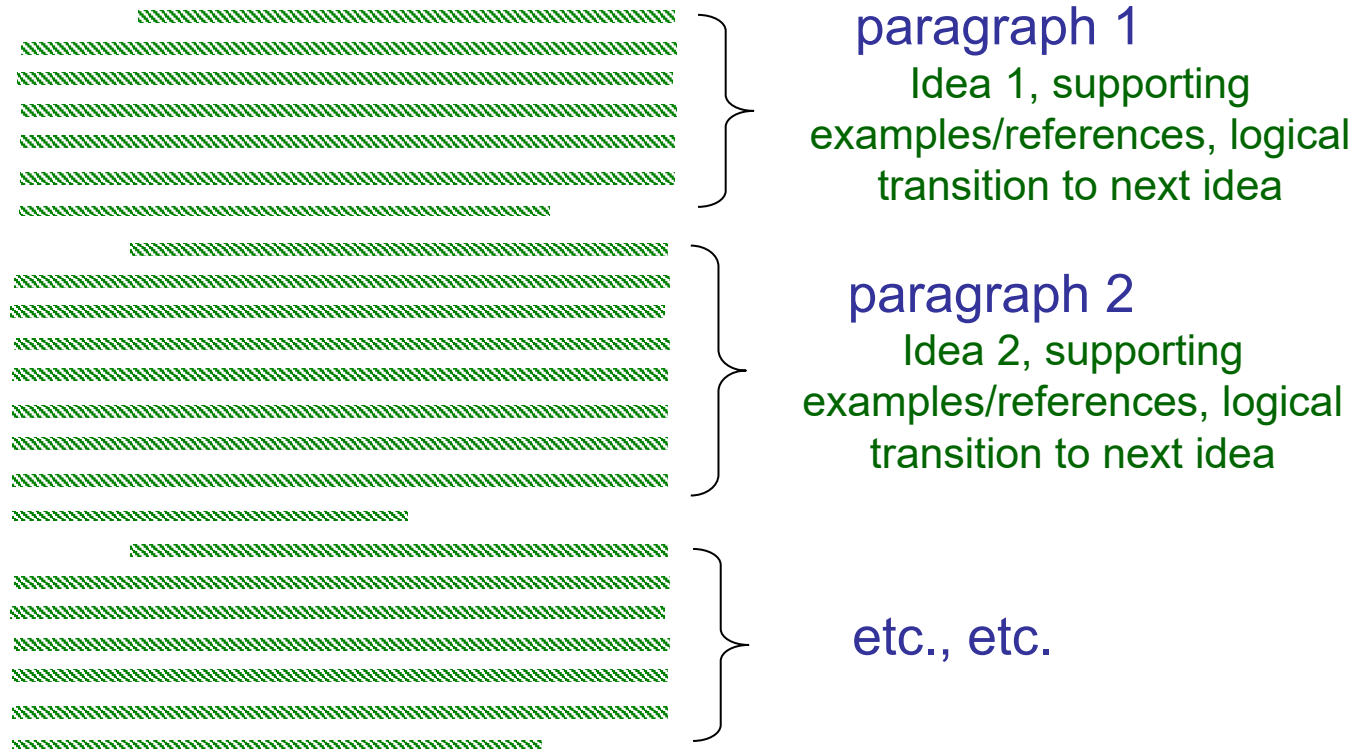 paragraph 1
Idea 1, supporting
examples/references, logical
transition to next idea
paragraph 2
Idea 2, supporting
examples/references, logical
transition to next idea
etc., etc.